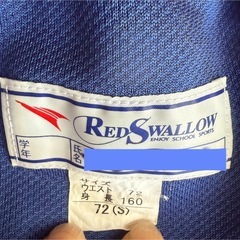 RED SWALLOW
ENJOY SCHOOL SPORTS
学年
氏名
サイズ
ウエスト 72
身長 160
72(S)